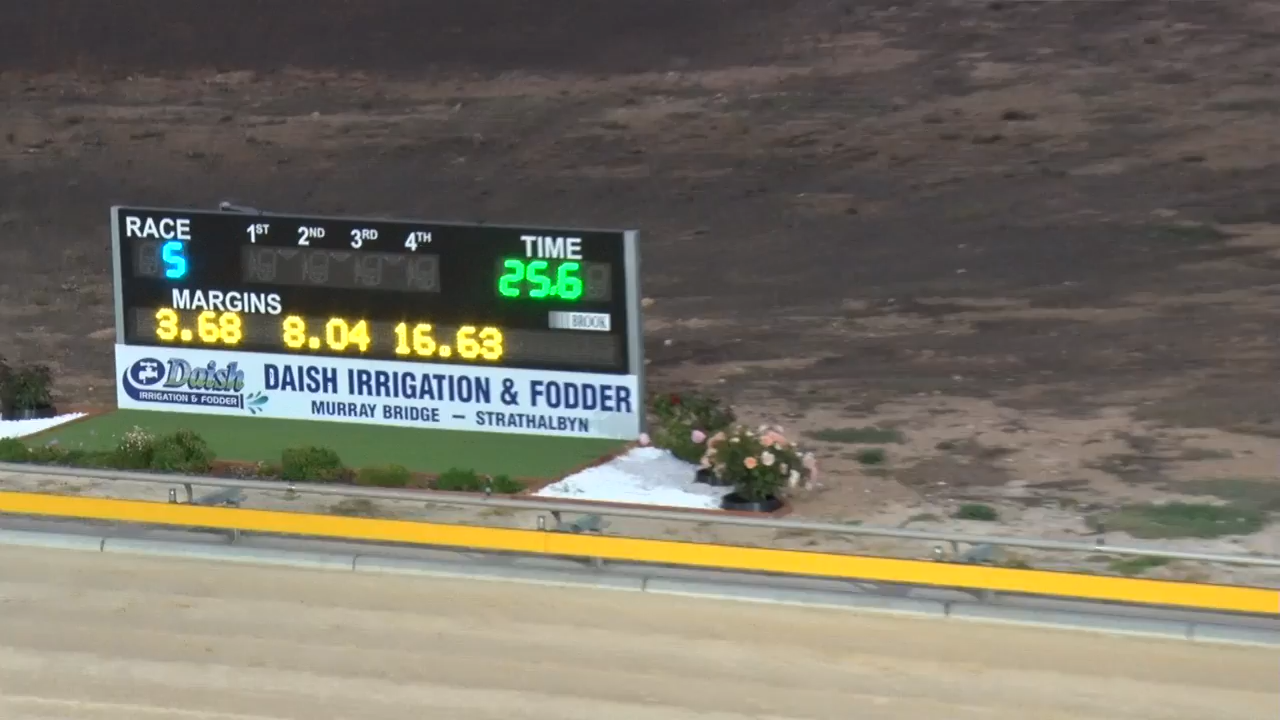 RACE 1ST 2ND 3RD 4TH TIME
5 25.6
MARGINS
3.68 8.04 16.63
BROOK
Daish
IRRIGATION & FODDER
DAISH IRRIGATION & FODDER
MURRAY BRIDGE – STRATHALBYN